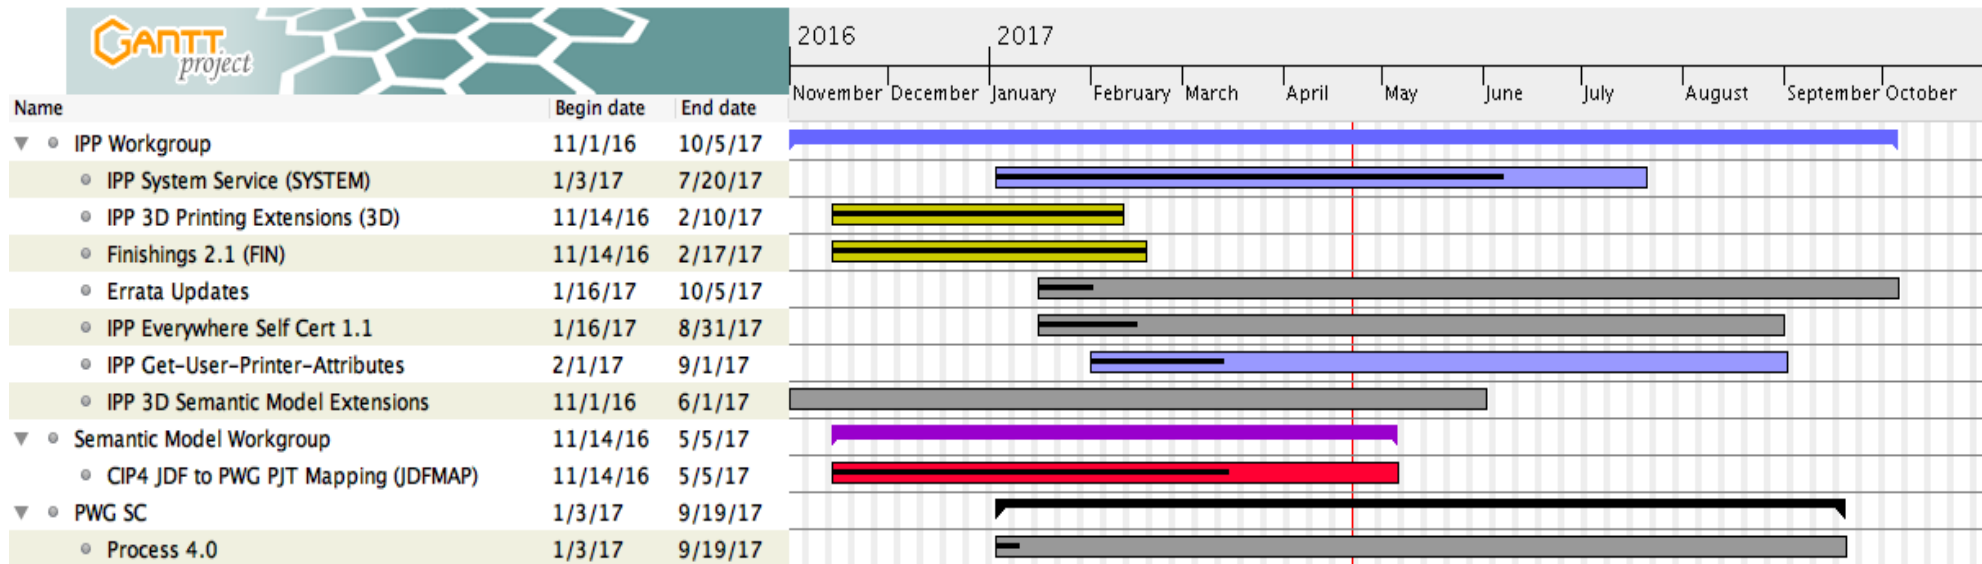 GANTT
project
2016 2017
November December January February March April May June July August September October
Name Begin date End date
IPP Workgroup 11/1/16 10/5/17
IPP System Service (SYSTEM) 1/3/17 7/20/17
IPP 3D Printing Extensions (3D) 11/14/16 2/10/17
Finishings 2.1 (FIN) 11/14/16 2/17/17
Errata Updates 1/16/17 10/5/17
IPP Everywhere Self Cert 1.1 1/16/17 8/31/17
IPP Get-User-Printer-Attributes 2/1/17 9/1/17
IPP 3D Semantic Model Extensions 11/1/16 6/1/17
Semantic Model Workgroup 11/14/16 5/5/17
CIP4 JDF to PWG PJT Mapping (JDFMAP) 11/14/16 5/5/17
PWG SC 1/3/17 9/19/17
Process 4.0 1/3/17 9/19/17